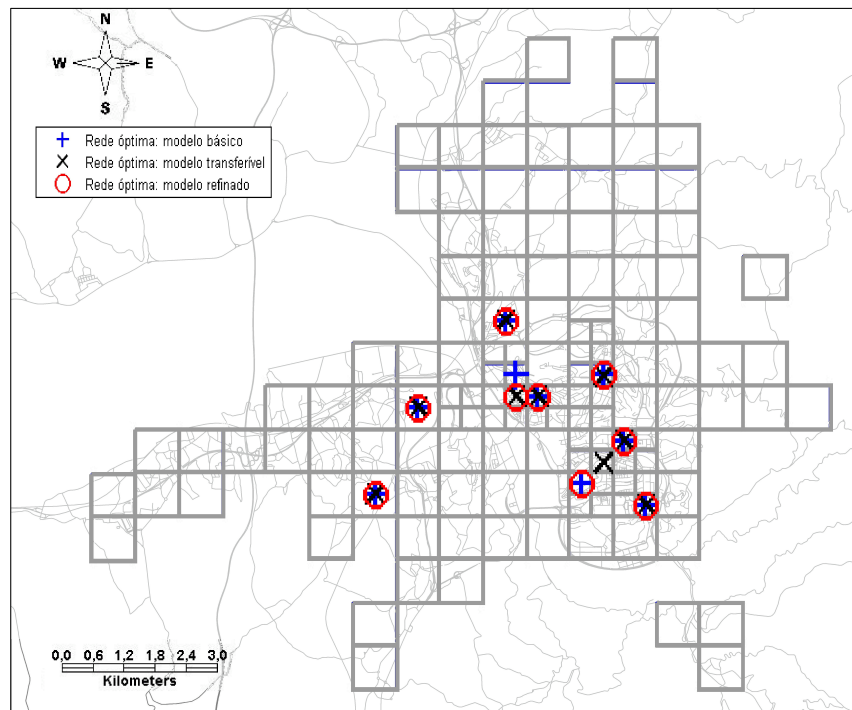 N
W E
S
Rede óptima: modelo básico
Rede óptima: modelo transferível
Rede óptima: modelo refinado
0,0 0,6 1,2 1,8 2,4 3,0
Kilometers